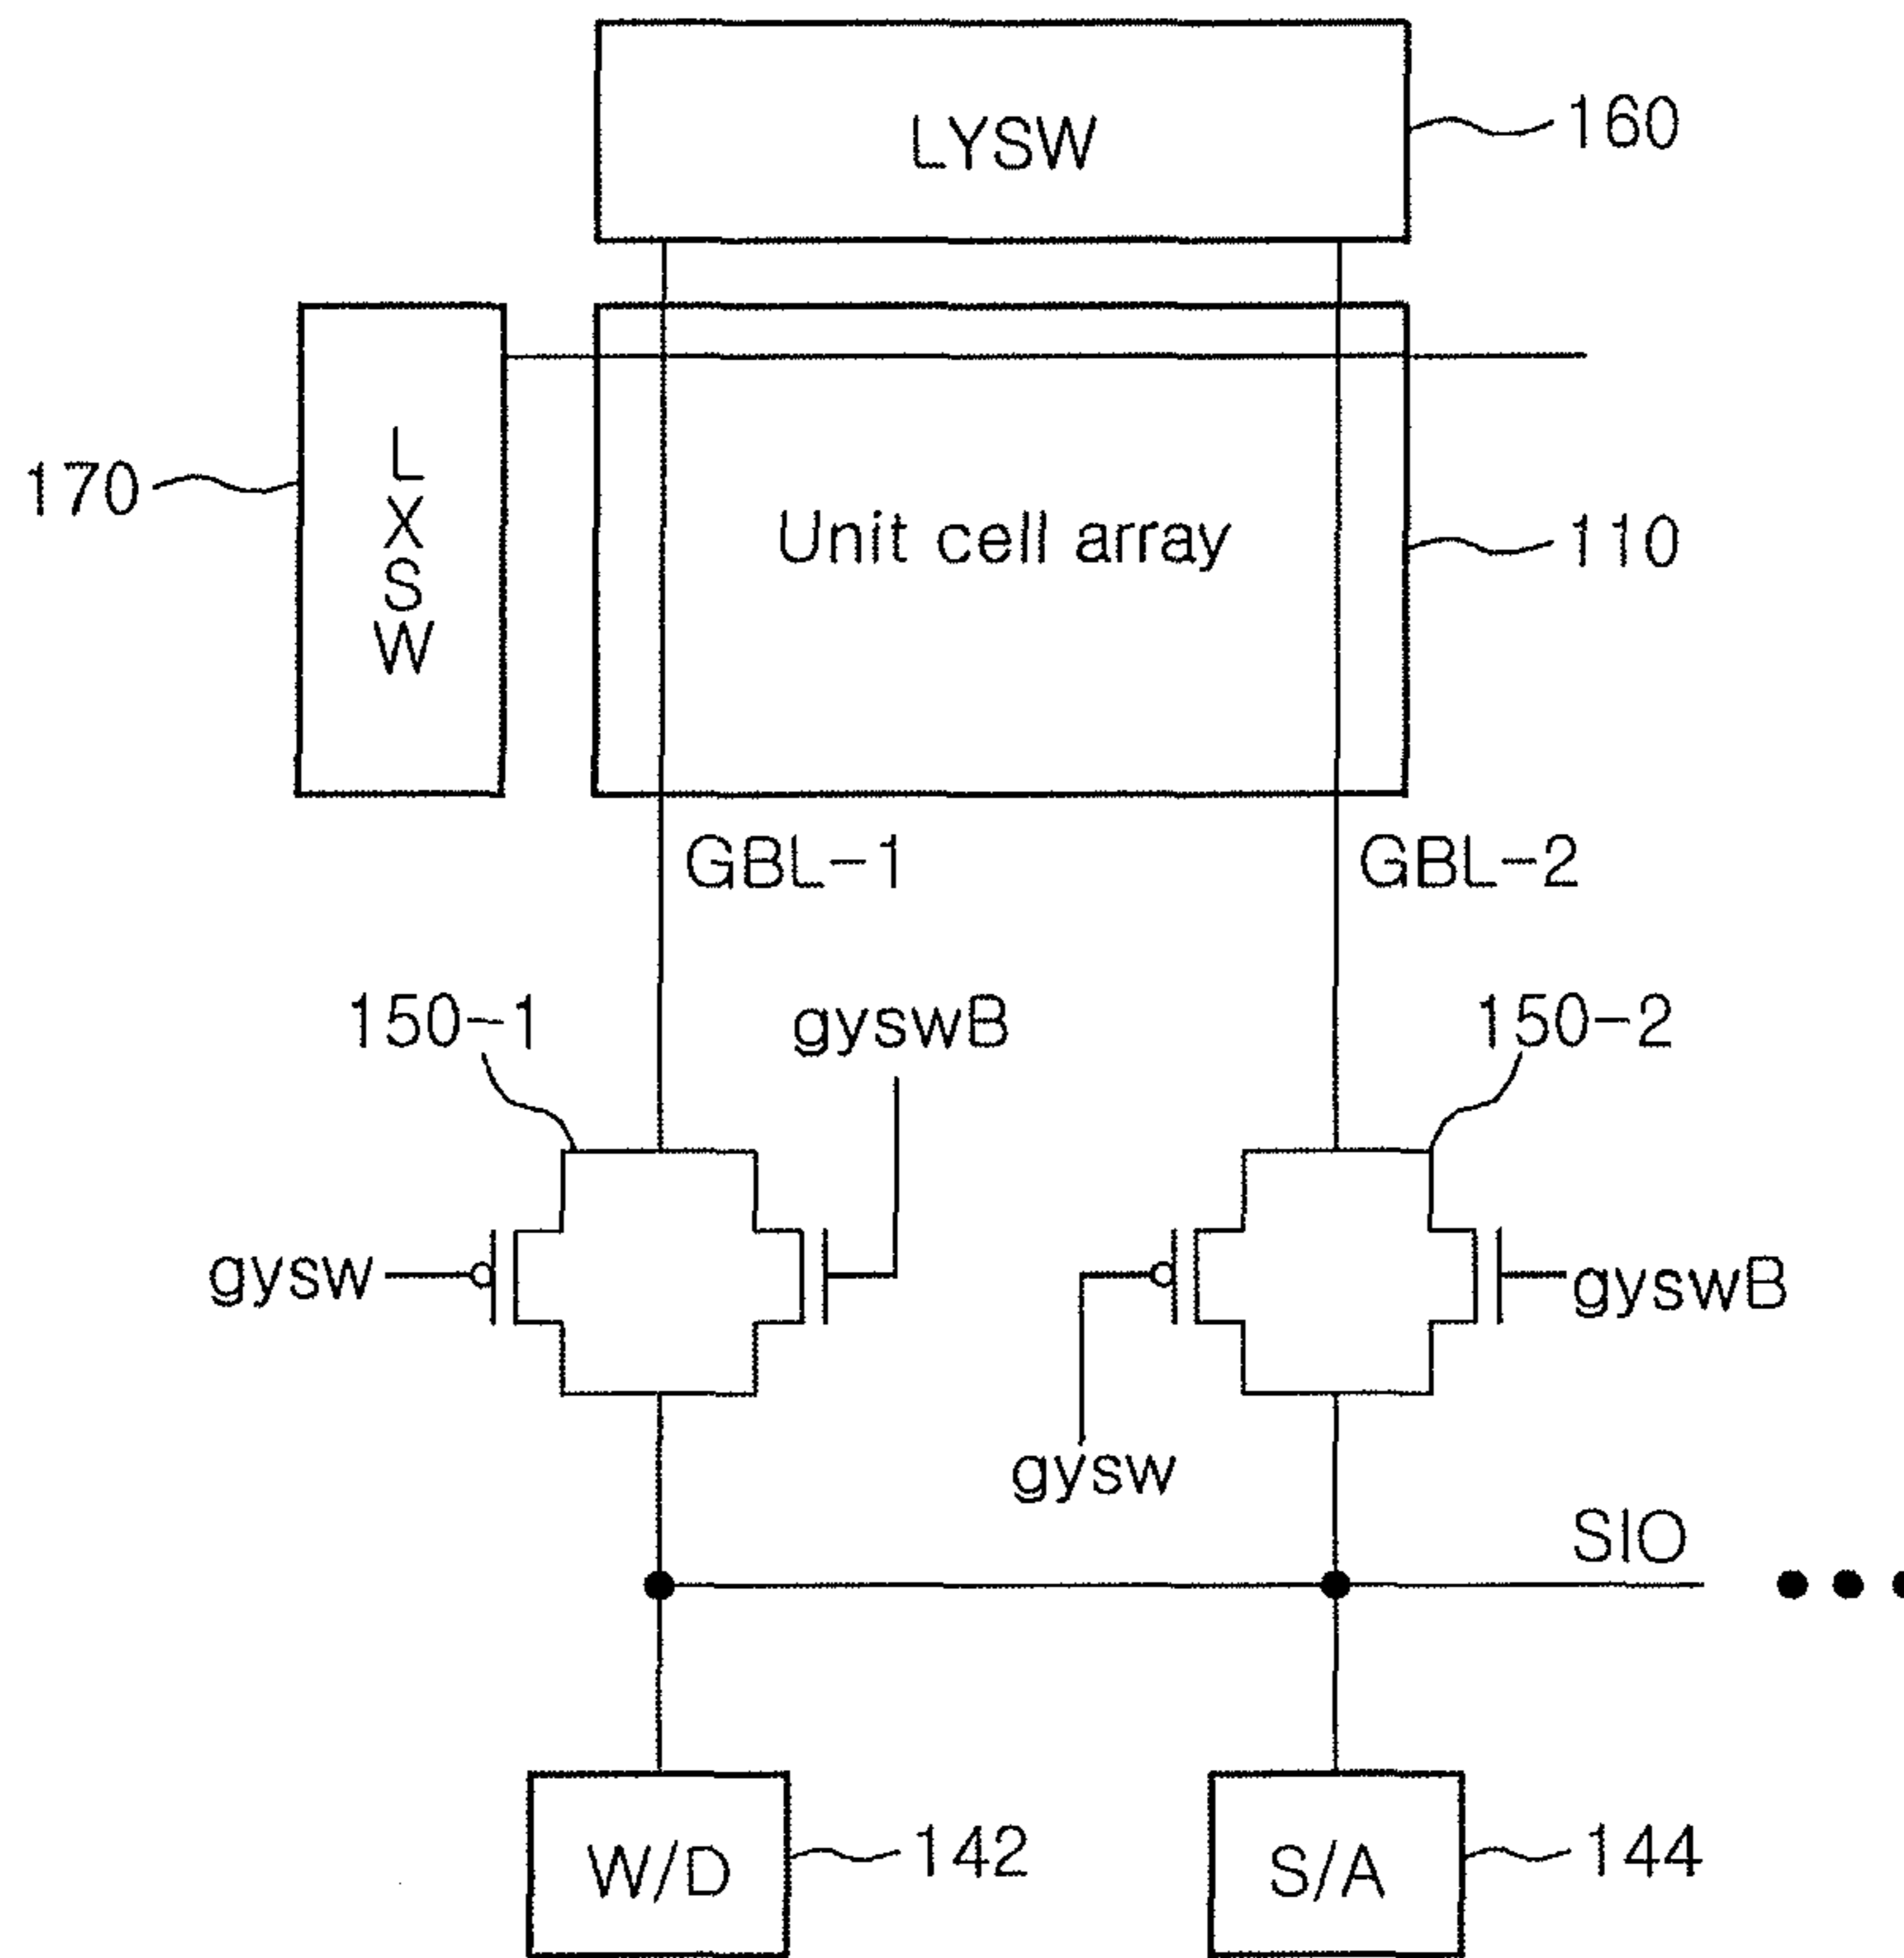 LYSW
160
LXSW
170
Unit cell array
110
GBL-1
GBL-2
150-1
gyswB
150-2
gysw
gyswB
gysw
SIO
W/D
142
S/A
144